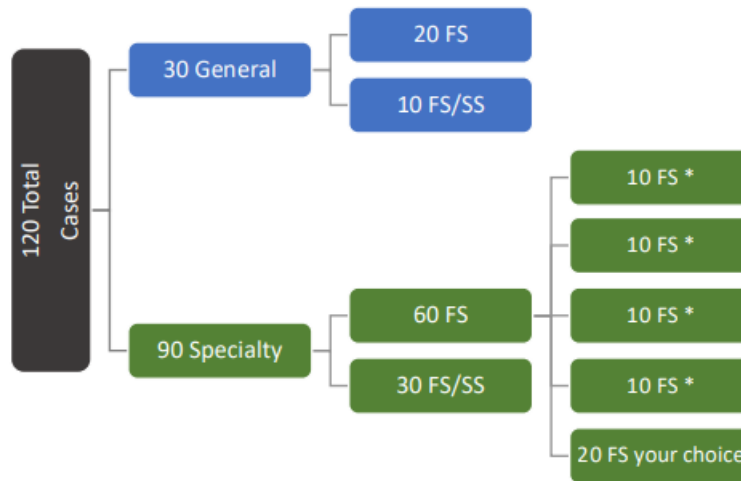 120 Total
Cases
30 General
20 FS
10 FS/SS
90 Specialty
60 FS
30 FS/SS
10 FS *
10 FS *
10 FS *
10 FS *
20 FS your choice